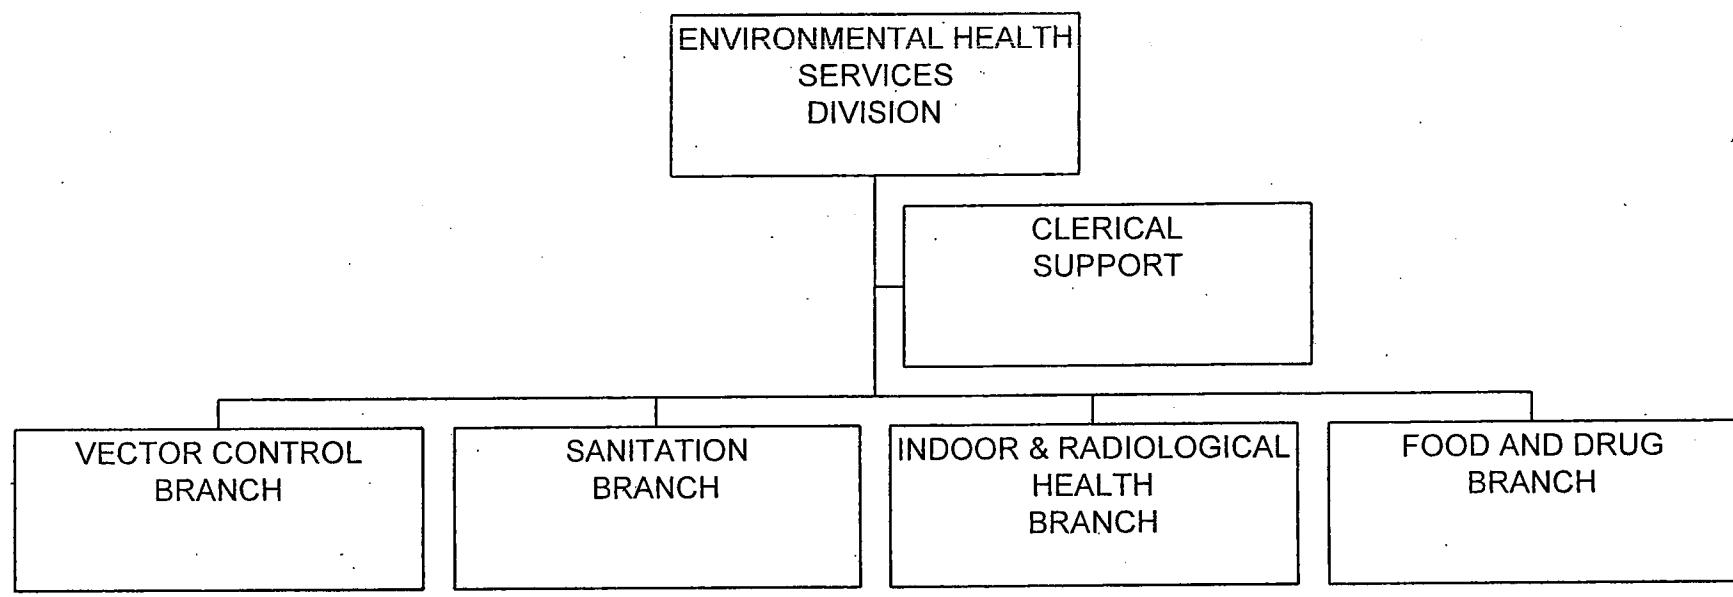 ENVIRONMENTAL HEALTH
SERVICES
DIVISION
CLERICAL
SUPPORT
VECTOR CONTROL
BRANCH
SANITATION
BRANCH
INDOOR & RADIOLOGICAL
HEALTH
BRANCH
FOOD AND DRUG
BRANCH